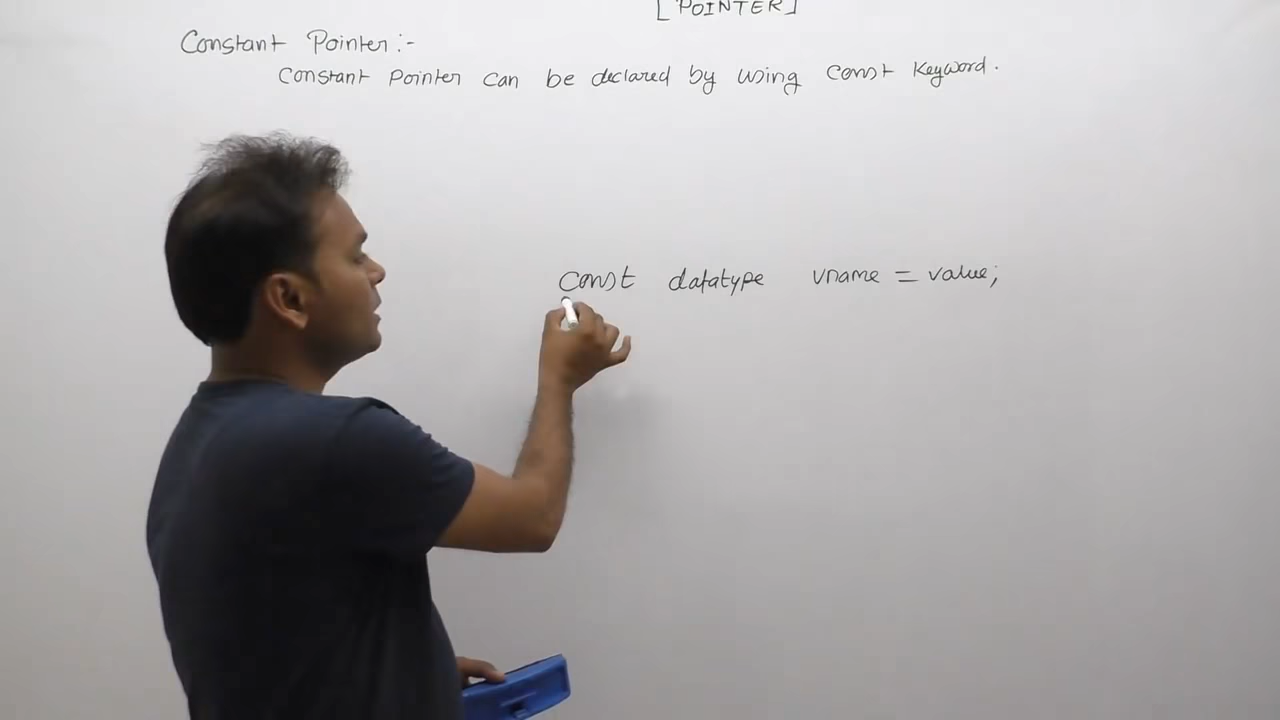 [POINTER]
Constant Pointer:-
Constant Pointer can be declared by using const keyword.
const datatype vname = value;